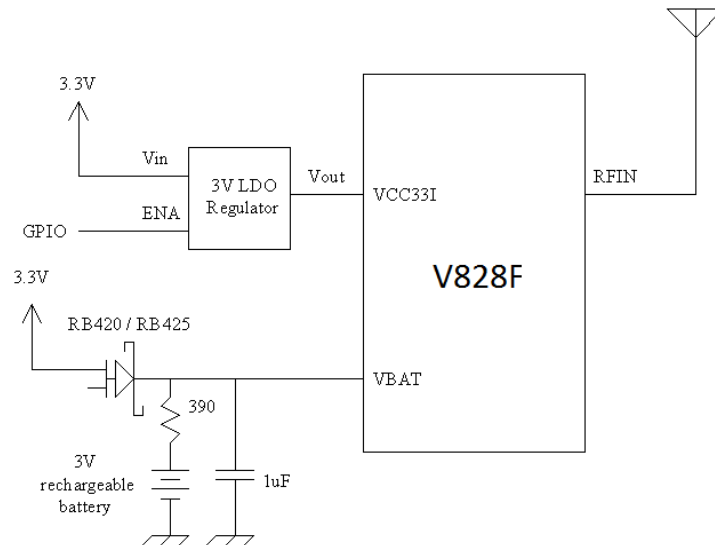 3.3V
Vin
3V LDO
Regulator
Vout
VCC33I
RFIN
ENA
GPIO
V828F
3.3V
RB420 / RB425
VBAT
390
3V
rechargeable
battery
1uF